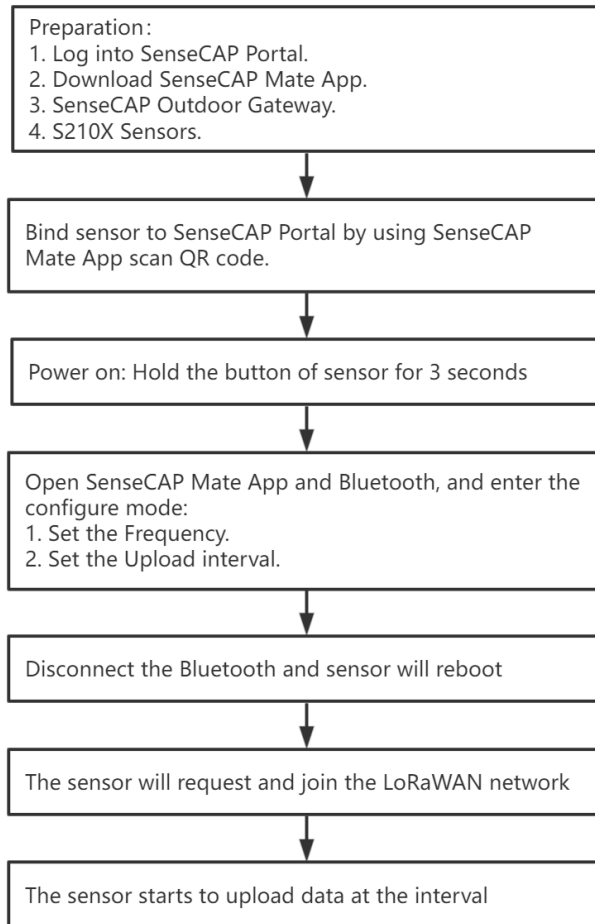 Preparation：
1. Log into SenseCAP Portal.
2. Download SenseCAP Mate App.
3. SenseCAP Outdoor Gateway.
4. S210X Sensors.
Bind sensor to SenseCAP Portal by using SenseCAP
Mate App scan QR code.
Power on: Hold the button of sensor for 3 seconds
Open SenseCAP Mate App and Bluetooth, and enter the
configure mode:
1. Set the Frequency.
2. Set the Upload interval.
Disconnect the Bluetooth and sensor will reboot
The sensor will request and join the LoRaWAN network
The sensor starts to upload data at the interval